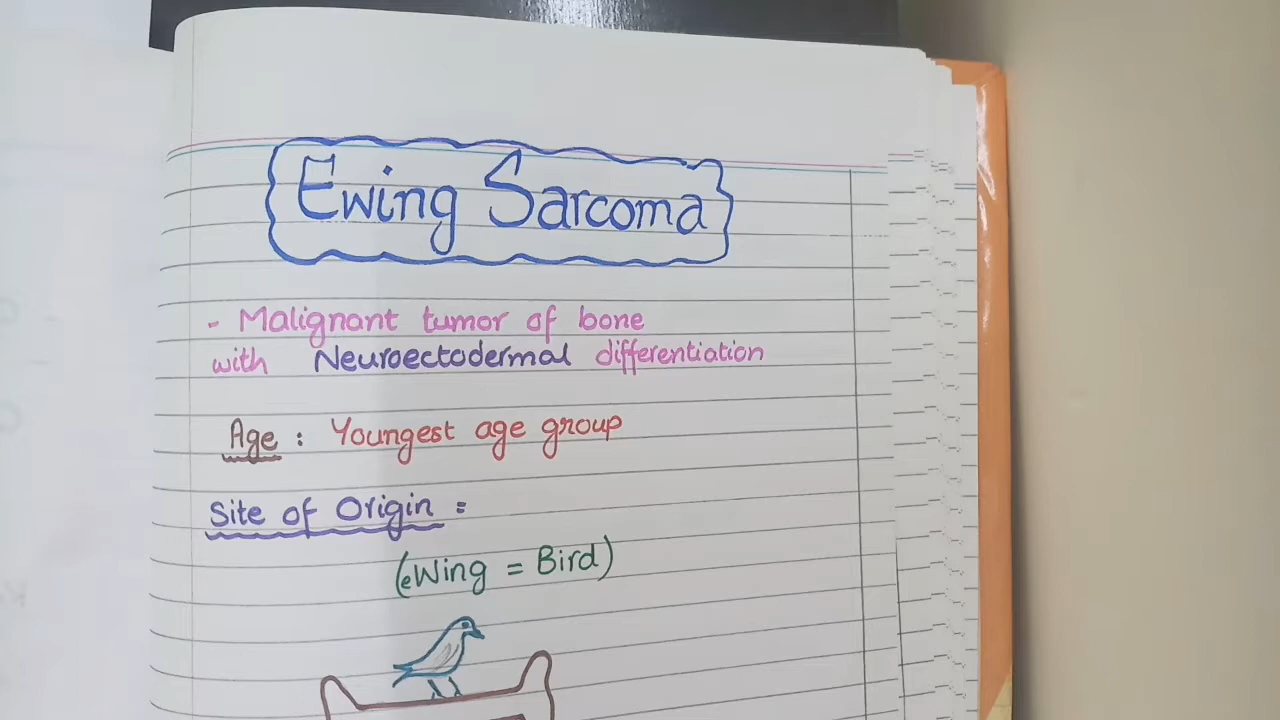 Ewing Sarcoma
- Malignant tumor of bone
with Neuroectodermal differentiation
Age : Youngest age group
Site of Origin :
(eWing = Bird)